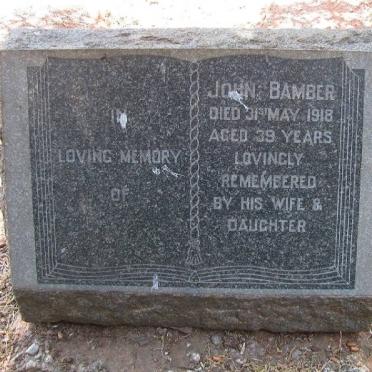 IN
LOVING MEMORY
OF
JOHN BAMBER
DIED 31ST MAY 1918
AGED 39 YEARS
LOVINGLY
REMEMBERED
BY HIS WIFE &
DAUGHTER